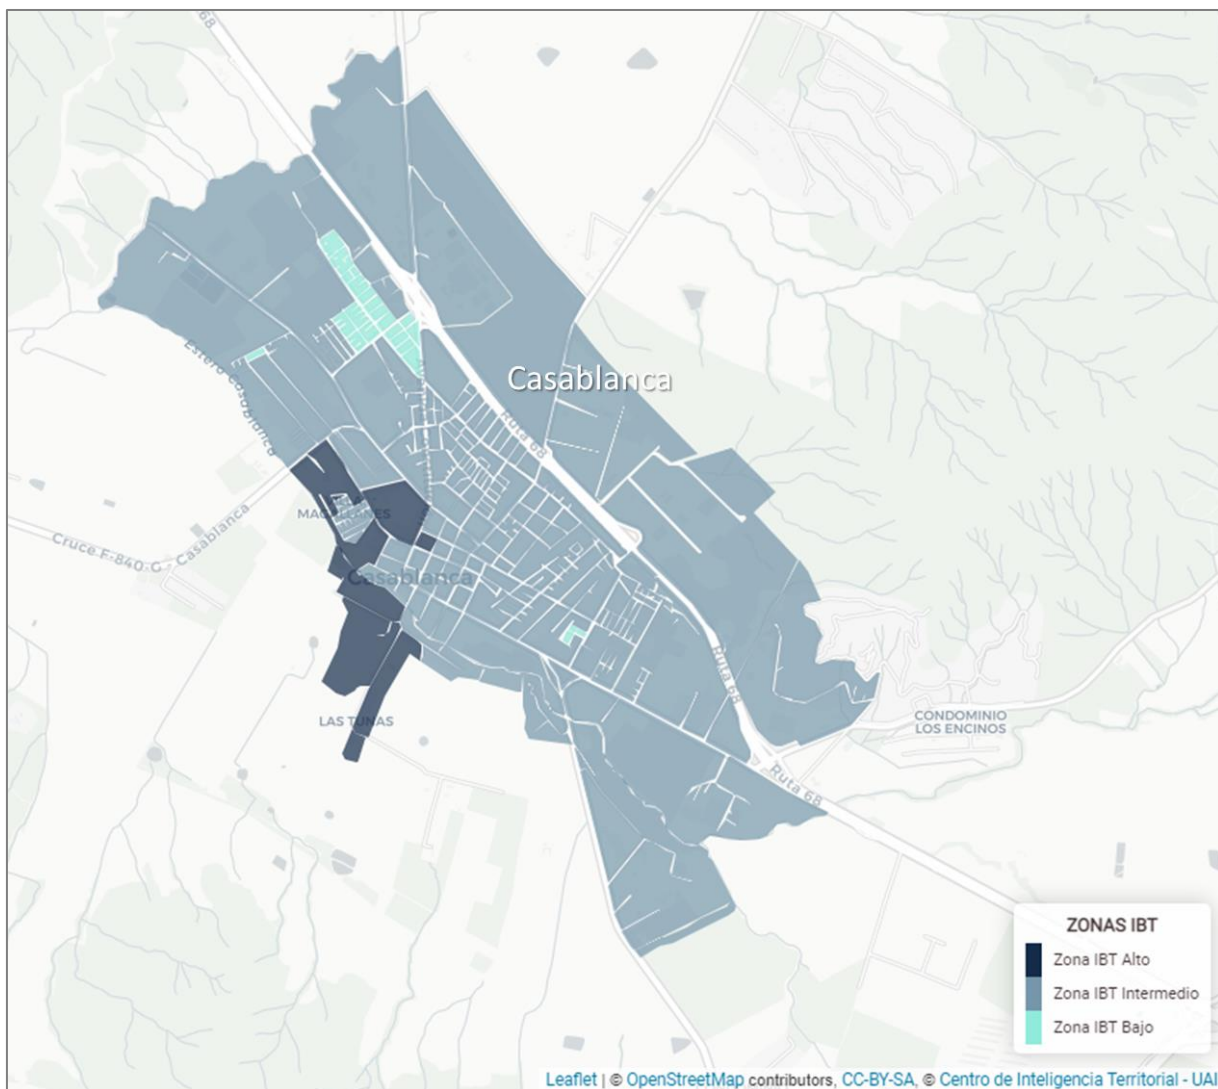 68
Estero Casablanca
Casablanca
Ruta 68
MAGALLANES
Cruce F-840-G - Casablanca
Casablanca
Ruta 68
LAS TUNAS
CONDOMINIO
LOS ENCINOS
Ruta 68
ZONAS IBT
Zona IBT Alto
Zona IBT Intermedio
Zona IBT Bajo
Leaflet | © OpenStreetMap contributors, CC-BY-SA, © Centro de Inteligencia Territorial - UAI